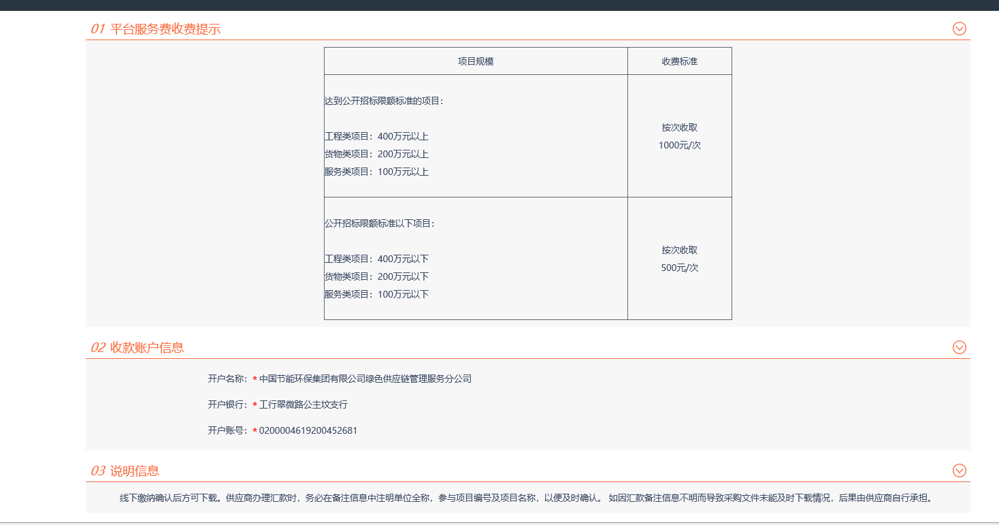 01 平台服务费收费提示
项目规模 收费标准
达到公开招标限额标准的项目：
工程类项目：400万元以上
货物类项目：200万元以上
服务类项目：100万元以上
按次收取
1000元/次
公开招标限额标准以下项目：
工程类项目：400万元以下
货物类项目：200万元以下
服务类项目：100万元以下
按次收取
500元/次
02 收款账户信息
开户名称：*中国节能环保集团有限公司绿色供应链管理服务分公司
开户银行：*工行翠微路公主坟支行
开户账号：*0200004619200452681
03 说明信息
线下缴纳确认后方可下载。供应商办理汇款时，务必在备注信息中注明单位全称，参与项目编号及项目名称，以便及时确认。 如因汇款备注信息不明而导致采购文件未能及时下载情况，后果由供应商自行承担。